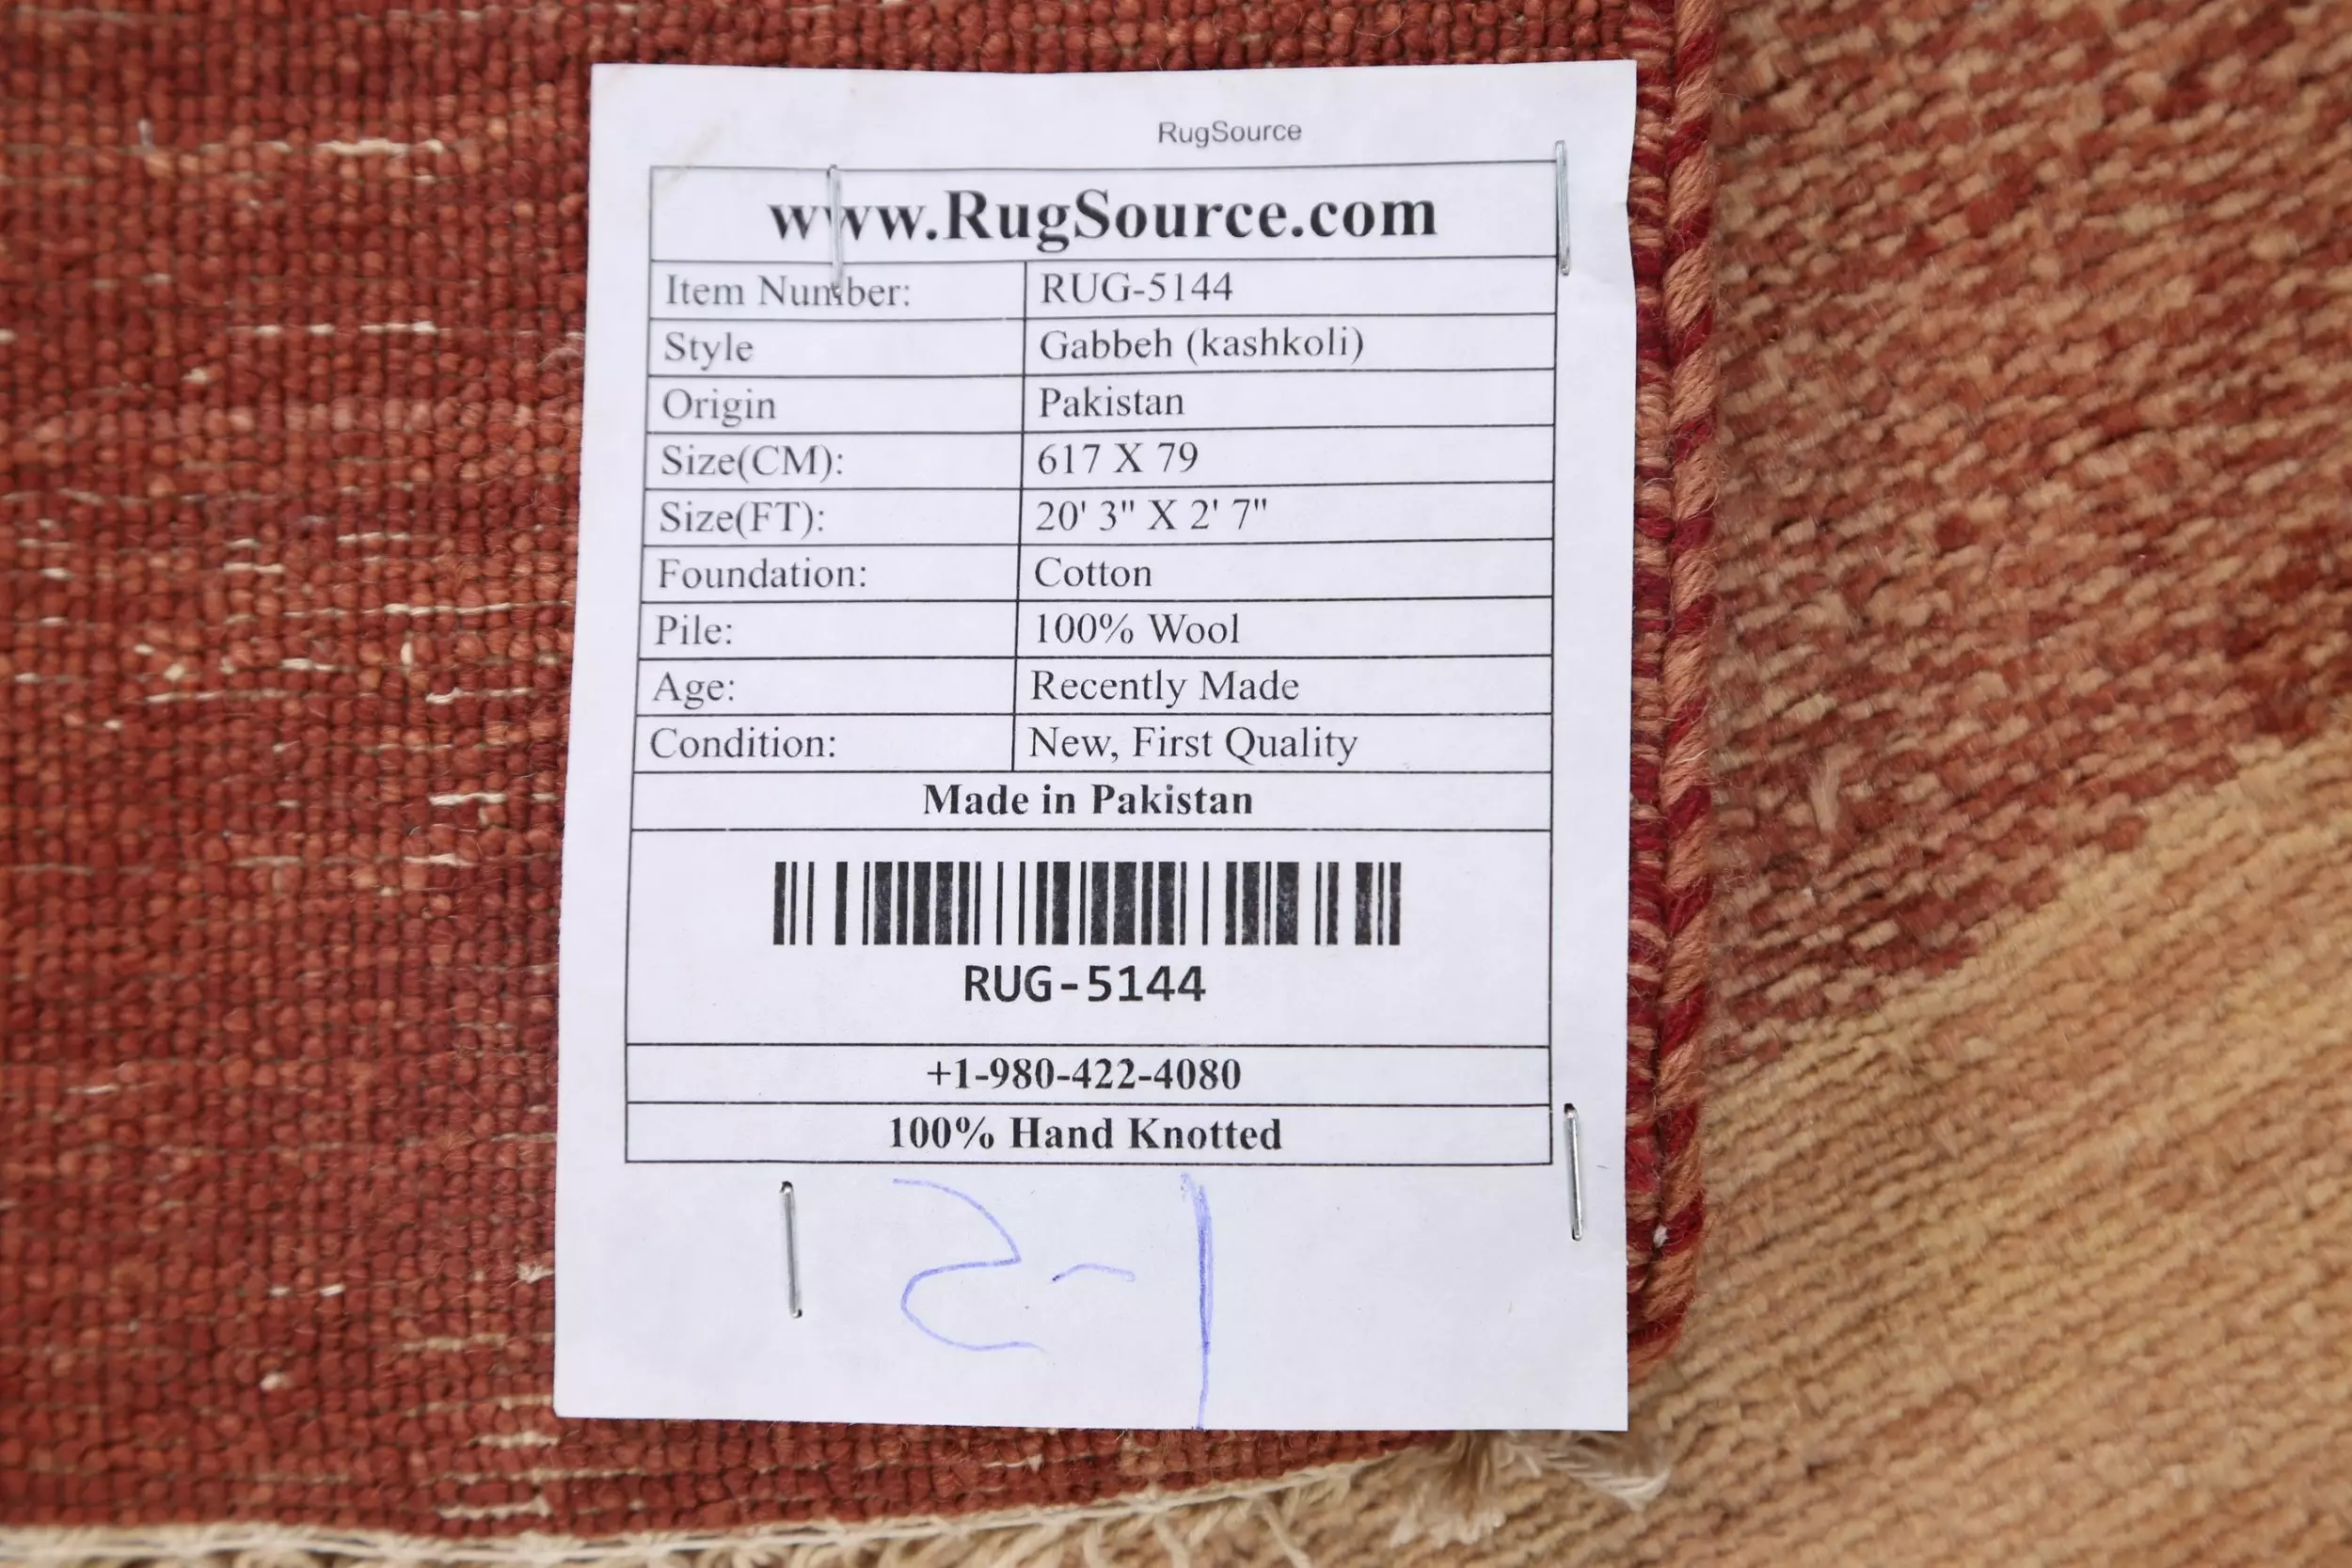 RugSource
www.RugSource.com
Item Number: RUG-5144
Style Gabbeh (kashkoli)
Origin Pakistan
Size(CM): 617 X 79
Size(FT): 20' 3" X 2' 7"
Foundation: Cotton
Pile: 100% Wool
Age: Recently Made
Condition: New, First Quality
Made in Pakistan
RUG-5144
+1-980-422-4080
100% Hand Knotted